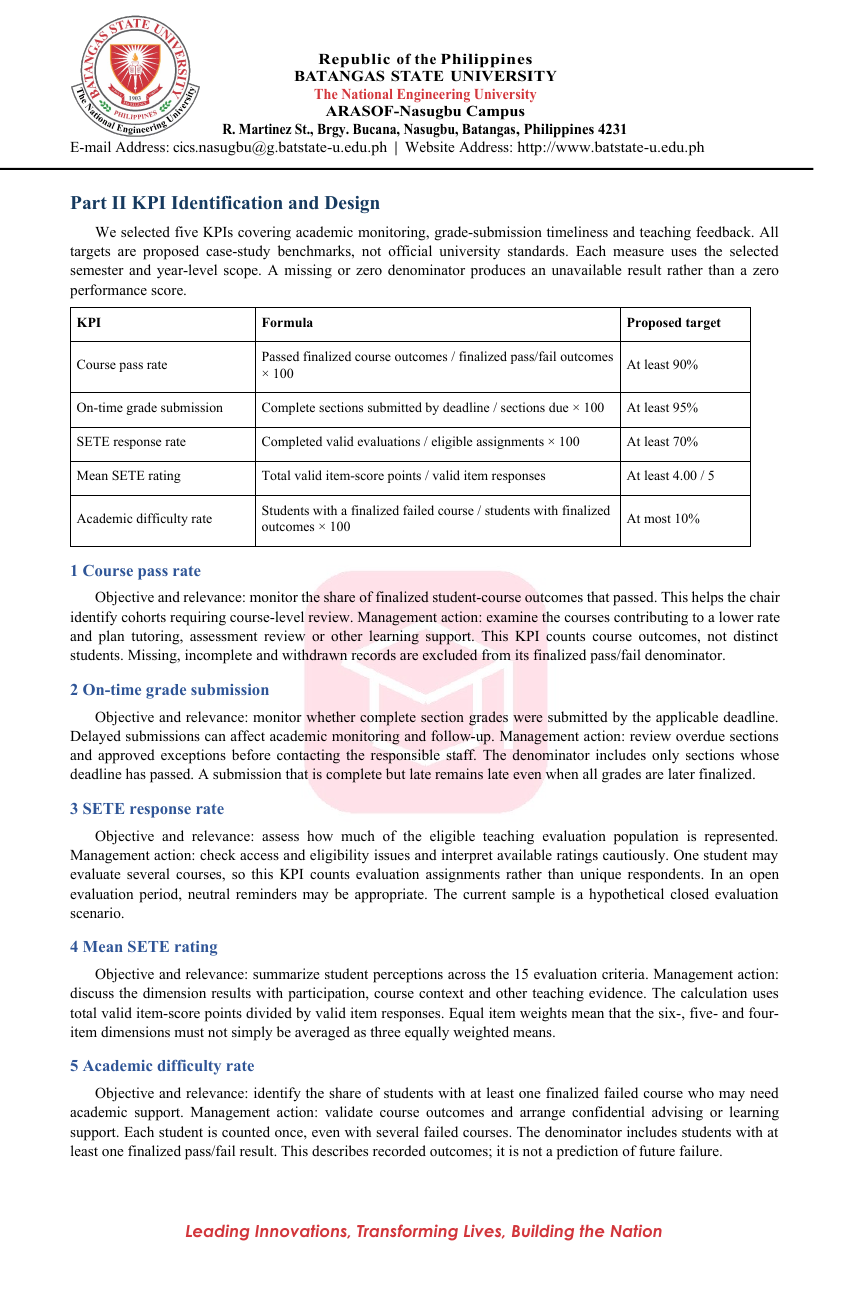 BATANGAS STATE UNIVERSITY
1903
PHILIPPINES
The National Engineering University
Republic of the Philippines
BATANGAS STATE UNIVERSITY
The National Engineering University
ARASOF-Nasugbu Campus
R. Martinez St., Brgy. Bucana, Nasugbu, Batangas, Philippines 4231
E-mail Address: cics.nasugbu@g.batstate-u.edu.ph | Website Address: http://www.batstate-u.edu.ph
Part II KPI Identification and Design
We selected five KPIs covering academic monitoring, grade-submission timeliness and teaching feedback. All
targets are proposed case-study benchmarks, not official university standards. Each measure uses the selected
semester and year-level scope. A missing or zero denominator produces an unavailable result rather than a zero
performance score.
KPI Formula Proposed target
Course pass rate Passed finalized course outcomes / finalized pass/fail outcomes
× 100 At least 90%
On-time grade submission Complete sections submitted by deadline / sections due × 100 At least 95%
SETE response rate Completed valid evaluations / eligible assignments × 100 At least 70%
Mean SETE rating Total valid item-score points / valid item responses At least 4.00 / 5
Academic difficulty rate Students with a finalized failed course / students with finalized
outcomes × 100 At most 10%
1 Course pass rate
Objective and relevance: monitor the share of finalized student-course outcomes that passed. This helps the chair
identify cohorts requiring course-level review. Management action: examine the courses contributing to a lower rate
and plan tutoring, assessment review or other learning support. This KPI counts course outcomes, not distinct
students. Missing, incomplete and withdrawn records are excluded from its finalized pass/fail denominator.
2 On-time grade submission
Objective and relevance: monitor whether complete section grades were submitted by the applicable deadline.
Delayed submissions can affect academic monitoring and follow-up. Management action: review overdue sections
and approved exceptions before contacting the responsible staff. The denominator includes only sections whose
deadline has passed. A submission that is complete but late remains late even when all grades are later finalized.
3 SETE response rate
Objective and relevance: assess how much of the eligible teaching evaluation population is represented.
Management action: check access and eligibility issues and interpret available ratings cautiously. One student may
evaluate several courses, so this KPI counts evaluation assignments rather than unique respondents. In an open
evaluation period, neutral reminders may be appropriate. The current sample is a hypothetical closed evaluation
scenario.
4 Mean SETE rating
Objective and relevance: summarize student perceptions across the 15 evaluation criteria. Management action:
discuss the dimension results with participation, course context and other teaching evidence. The calculation uses
total valid item-score points divided by valid item responses. Equal item weights mean that the six-, five- and four-
item dimensions must not simply be averaged as three equally weighted means.
5 Academic difficulty rate
Objective and relevance: identify the share of students with at least one finalized failed course who may need
academic support. Management action: validate course outcomes and arrange confidential advising or learning
support. Each student is counted once, even with several failed courses. The denominator includes students with at
least one finalized pass/fail result. This describes recorded outcomes; it is not a prediction of future failure.
Leading Innovations, Transforming Lives, Building the Nation